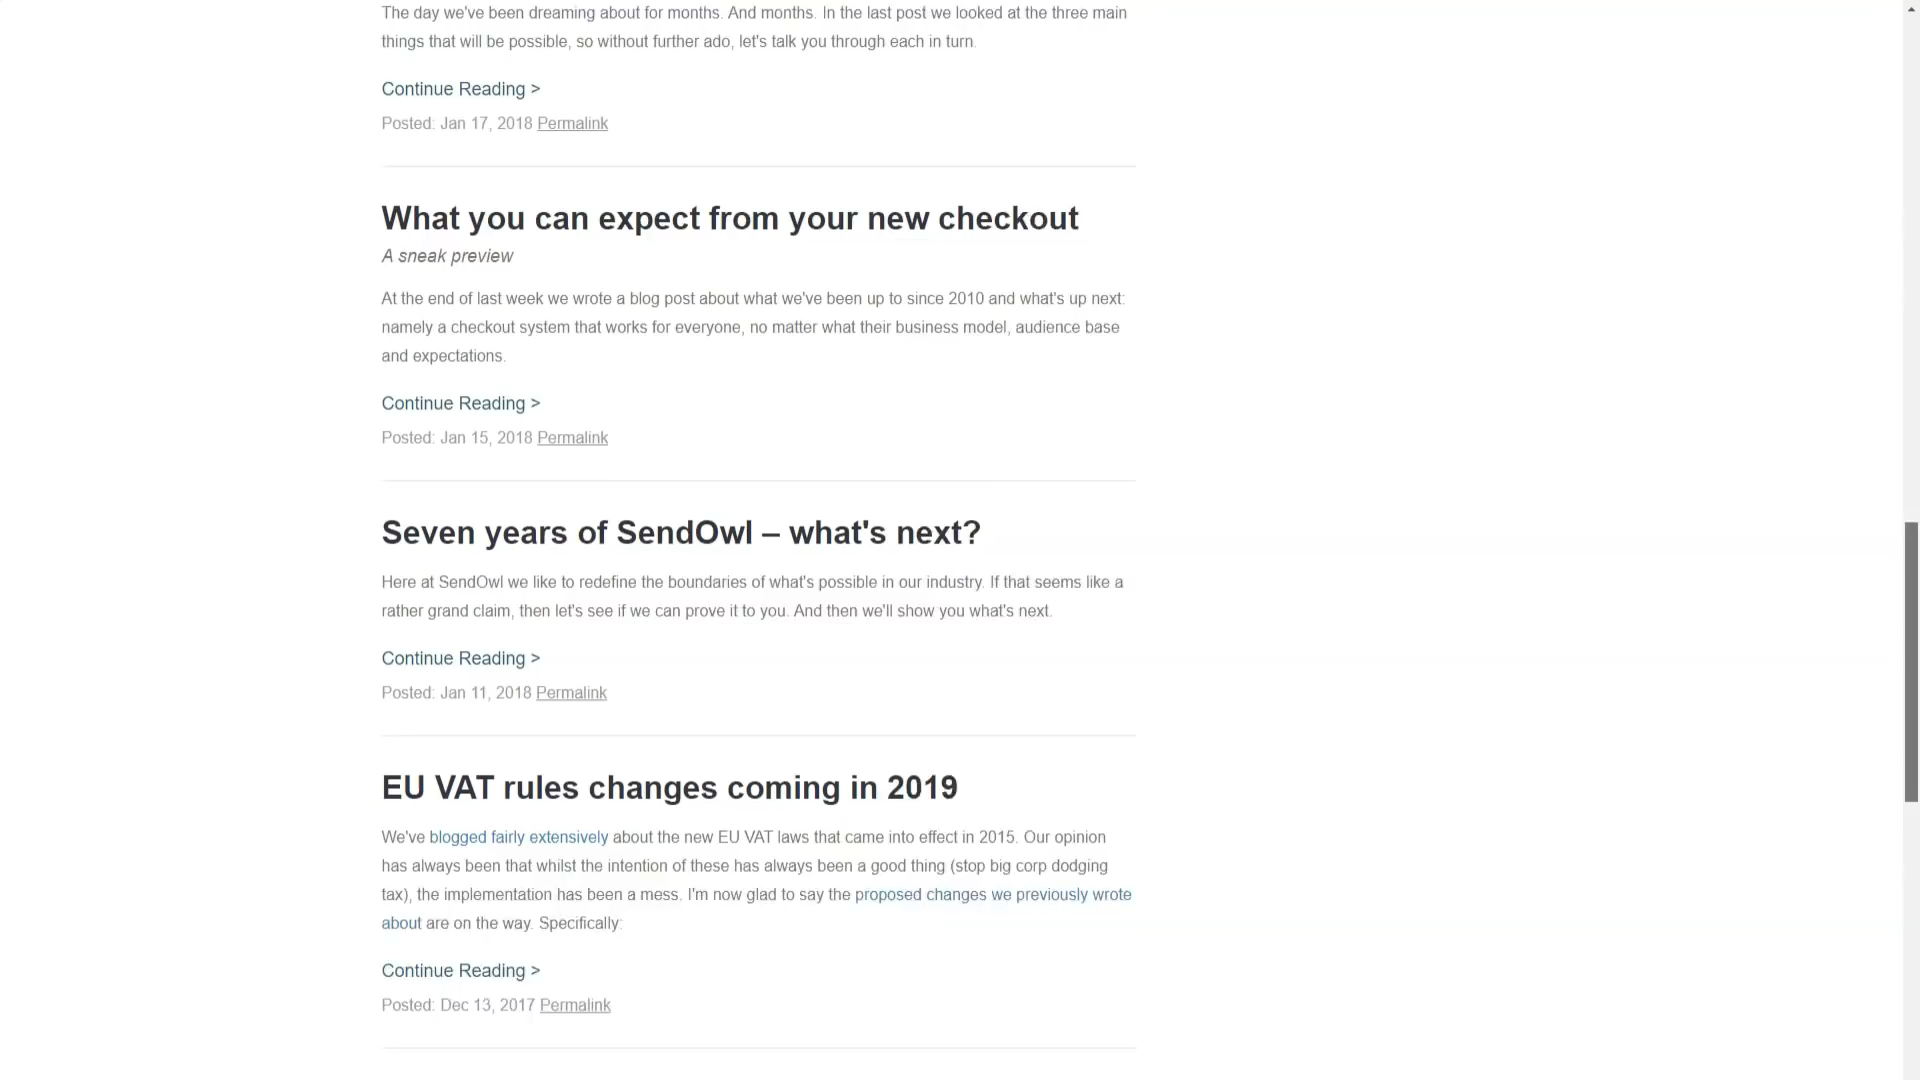 The day we've been dreaming about for months. And months. In the last post we looked at the three main
things that will be possible, so without further ado, let's talk you through each in turn.
Continue Reading >
Posted: Jan 17, 2018 Permalink
What you can expect from your new checkout
A sneak preview
At the end of last week we wrote a blog post about what we've been up to since 2010 and what's up next:
namely a checkout system that works for everyone, no matter what their business model, audience base
and expectations.
Continue Reading >
Posted: Jan 15, 2018 Permalink
Seven years of SendOwl – what's next?
Here at SendOwl we like to redefine the boundaries of what's possible in our industry. If that seems like a
rather grand claim, then let's see if we can prove it to you. And then we'll show you what's next.
Continue Reading >
Posted: Jan 11, 2018 Permalink
EU VAT rules changes coming in 2019
We've blogged fairly extensively about the new EU VAT laws that came into effect in 2015. Our opinion
has always been that whilst the intention of these has always been a good thing (stop big corp dodging
tax), the implementation has been a mess. I'm now glad to say the proposed changes we previously wrote
about are on the way. Specifically:
Continue Reading >
Posted: Dec 13, 2017 Permalink